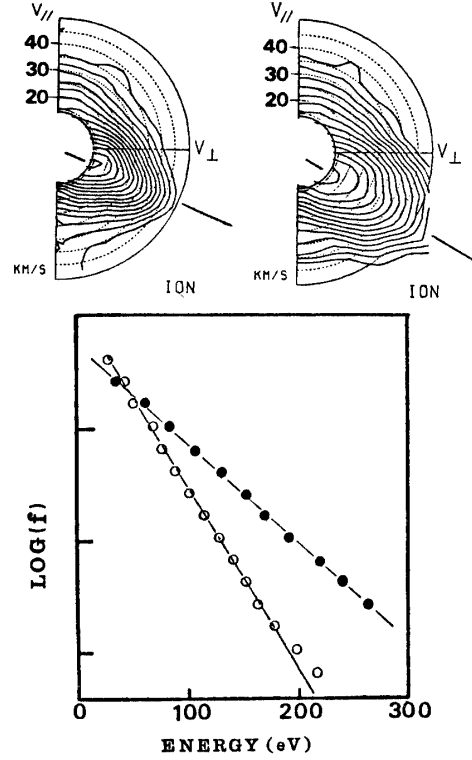 V//
40
30
20
V⊥
KM/S
ION
V//
40
30
20
V⊥
KM/S
ION
LOG(f)
0
100
200
300
ENERGY (eV)